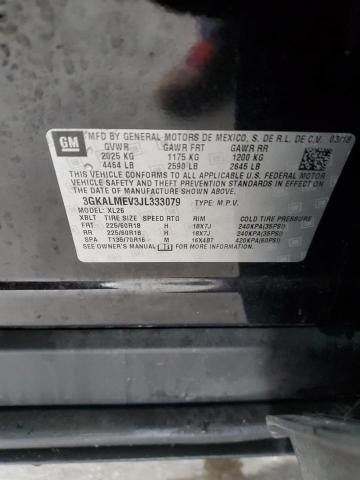 GM
MFD BY GENERAL MOTORS DE MEXICO, S. DE R.L. DE C.V. 03/18
GVWR GAWR FRT GAWR RR
2025 KG 1175 KG 1200 KG
4464 LB 2590 LB 2645 LB
THIS VEHICLE CONFORMS TO ALL APPLICABLE U.S. FEDERAL MOTOR
VEHICLE SAFETY, BUMPER, AND THEFT PREVENTION STANDARDS IN
EFFECT ON THE DATE OF MANUFACTURE SHOWN ABOVE.
3GKALMEV3JL333079 TYPE: M.P.V.
MODEL: XL26
XBLT TIRE SIZE SPEED RTG RIM COLD TIRE PRESSURE
FRT 225/60R18 H 18X7J 240KPA(35PSI)
RR 225/60R18 H 18X7J 240KPA(35PSI)
SPA T135/70R16 M 16X4BT 420KPA(60PSI)
SEE OWNER'S MANUAL FOR ADDITIONAL INFORMATION.